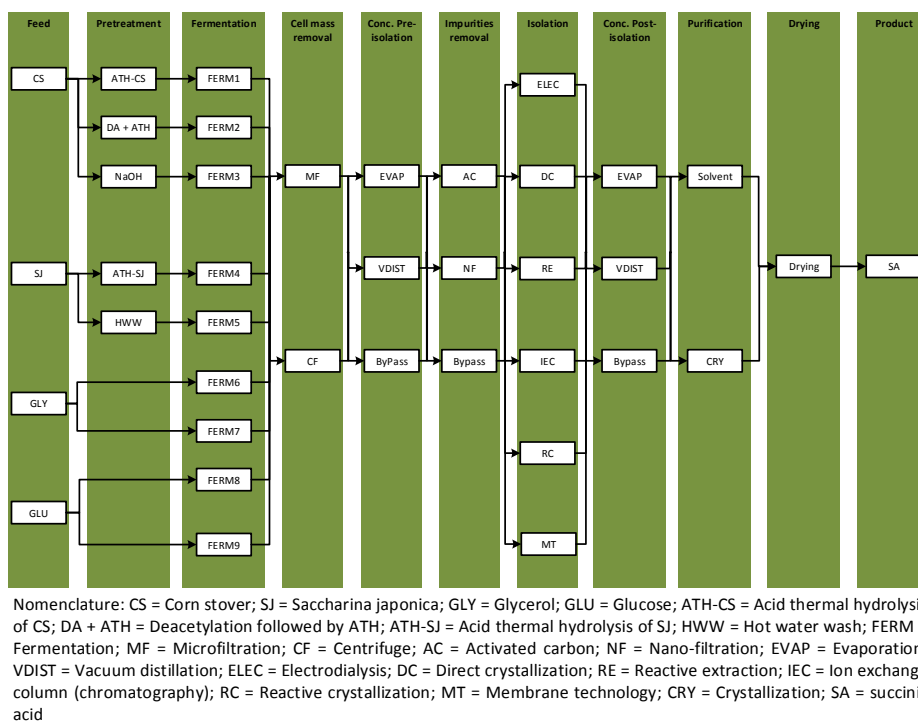 Feed
Pretreatment
Fermentation
Cell mass
removal
Conc. Pre-
isolation
Impurities
removal
Isolation
Conc. Post-
isolation
Purification
Drying
Product
CS
ATH-CS
FERM1
ELEC
DA + ATH
FERM2
NaOH
FERM3
MF
EVAP
AC
DC
EVAP
Solvent
SJ
ATH-SJ
FERM4
VDIST
NF
RE
VDIST
Drying
SA
HWW
FERM5
CF
ByPass
Bypass
IEC
Bypass
CRY
FERM6
GLY
FERM7
RC
FERM8
GLU
FERM9
MT
Nomenclature: CS = Corn stover; SJ = Saccharina japonica; GLY = Glycerol; GLU = Glucose; ATH-CS = Acid thermal hydrolysi
of CS; DA + ATH = Deacetylation followed by ATH; ATH-SJ = Acid thermal hydrolysis of SJ; HWW = Hot water wash; FERM
Fermentation; MF = Microfiltration; CF = Centrifuge; AC = Activated carbon; NF = Nano-filtration; EVAP = Evaporation
VDIST = Vacuum distillation; ELEC = Electrodialysis; DC = Direct crystallization; RE = Reactive extraction; IEC = Ion exchang
column (chromatography); RC = Reactive crystallization; MT = Membrane technology; CRY = Crystallization; SA = succini
acid